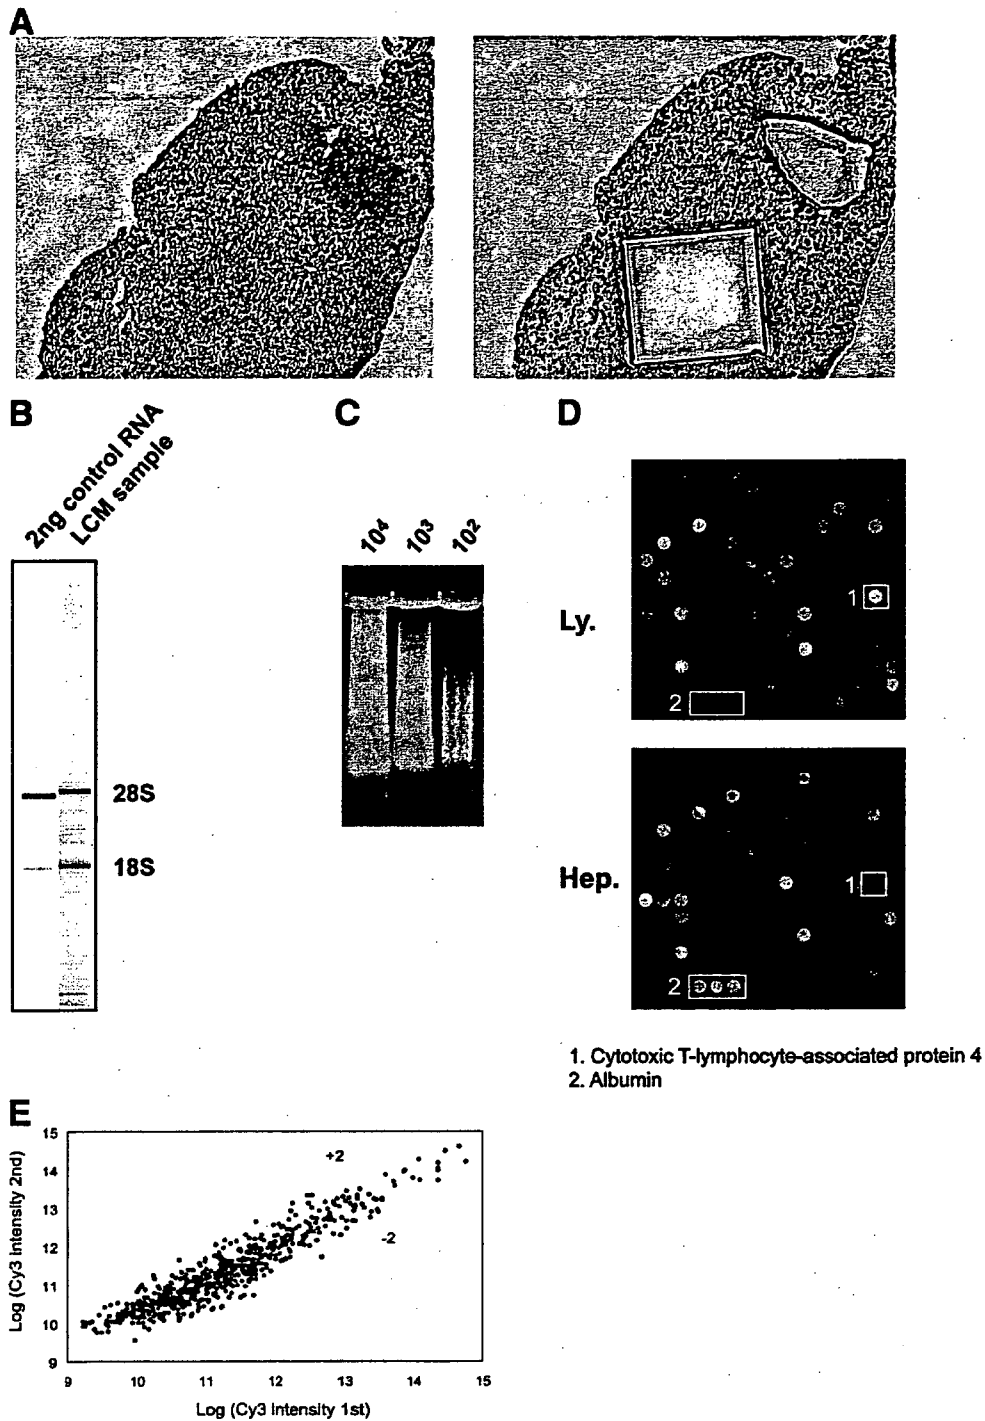 A
B
2ng control RNA
LCM sample
28S
18S
C
10⁴ 10³ 10²
D
Ly.
1
2
Hep.
1
2
1. Cytotoxic T-lymphocyte-associated protein 4
2. Albumin
E
Log (Cy3 Intensity 2nd)
15
14
13
12
11
10
9
+2
-2
9 10 11 12 13 14 15
Log (Cy3 Intensity 1st)